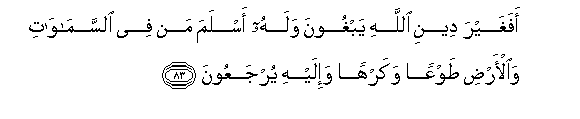 أَفَغَيْرَ دِينِ ٱللَّهِ يَبْغُونَ وَلَهُۥٓ أَسْلَمَ مَن فِى ٱلسَّمَٰوَٰتِ
وَٱلْأَرْضِ طَوْعًا وَكَرْهًا وَإِلَيْهِ يُرْجَعُونَ ٨٣